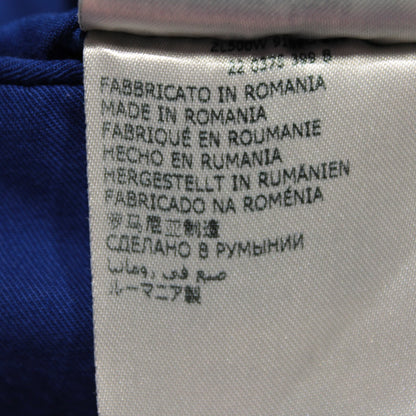 FABBRICATO IN ROMANIA
MADE IN ROMANIA
FABRIQUÉ EN ROUMANIE
HECHO EN RUMANÍA
HERGESTELLT IN RUMÄNIEN
FABRICADO NA ROMÉNIA
罗马尼亚制造
СДЕЛАНО В РУМЫНИИ
صنع في رومانيا
ルーマニア製